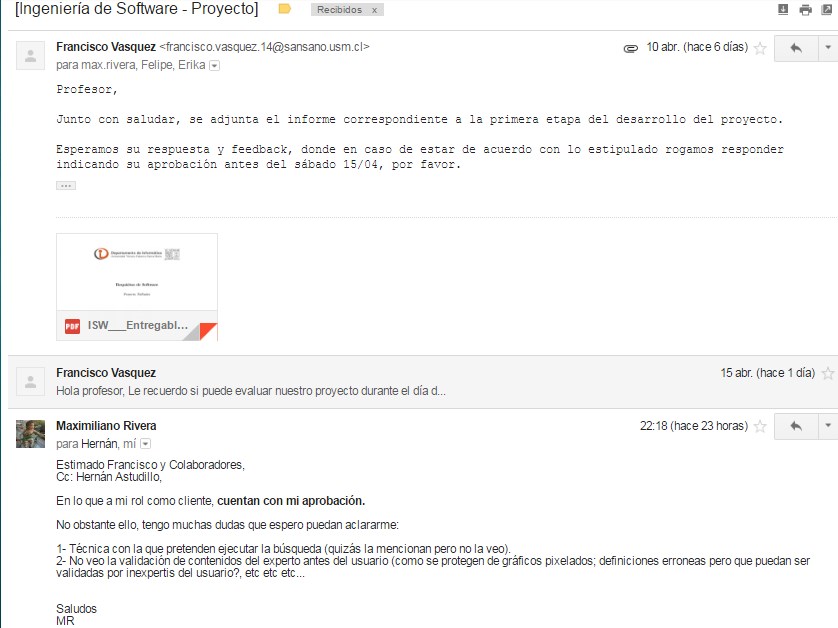 [Ingeniería de Software - Proyecto] Recibidos x
Francisco Vasquez <francisco.vasquez.14@sansano.usm.cl> 10 abr. (hace 6 días)
para max.rivera, Felipe, Erika
Profesor,
Junto con saludar, se adjunta el informe correspondiente a la primera etapa del desarrollo del proyecto.
Esperamos su respuesta y feedback, donde en caso de estar de acuerdo con lo estipulado rogamos responder
indicando su aprobación antes del sábado 15/04, por favor.
...
Departamento de Informática
PDF ISW___Entregabl...
Francisco Vasquez 15 abr. (hace 1 día)
Hola profesor, Le recuerdo si puede evaluar nuestro proyecto durante el día d...
Maximiliano Rivera 22:18 (hace 23 horas)
para Hernán, mí
Estimado Francisco y Colaboradores,
Cc: Hernán Astudillo,
En lo que a mi rol como cliente, cuentan con mi aprobación.
No obstante ello, tengo muchas dudas que espero puedan aclararme:
1- Técnica con la que pretenden ejecutar la búsqueda (quizás la mencionan pero no la veo).
2- No veo la validación de contenidos del experto antes del usuario (como se protegen de gráficos pixelados; definiciones erroneas pero que puedan ser
validadas por inexpertis del usuario?, etc etc etc...
Saludos
MR